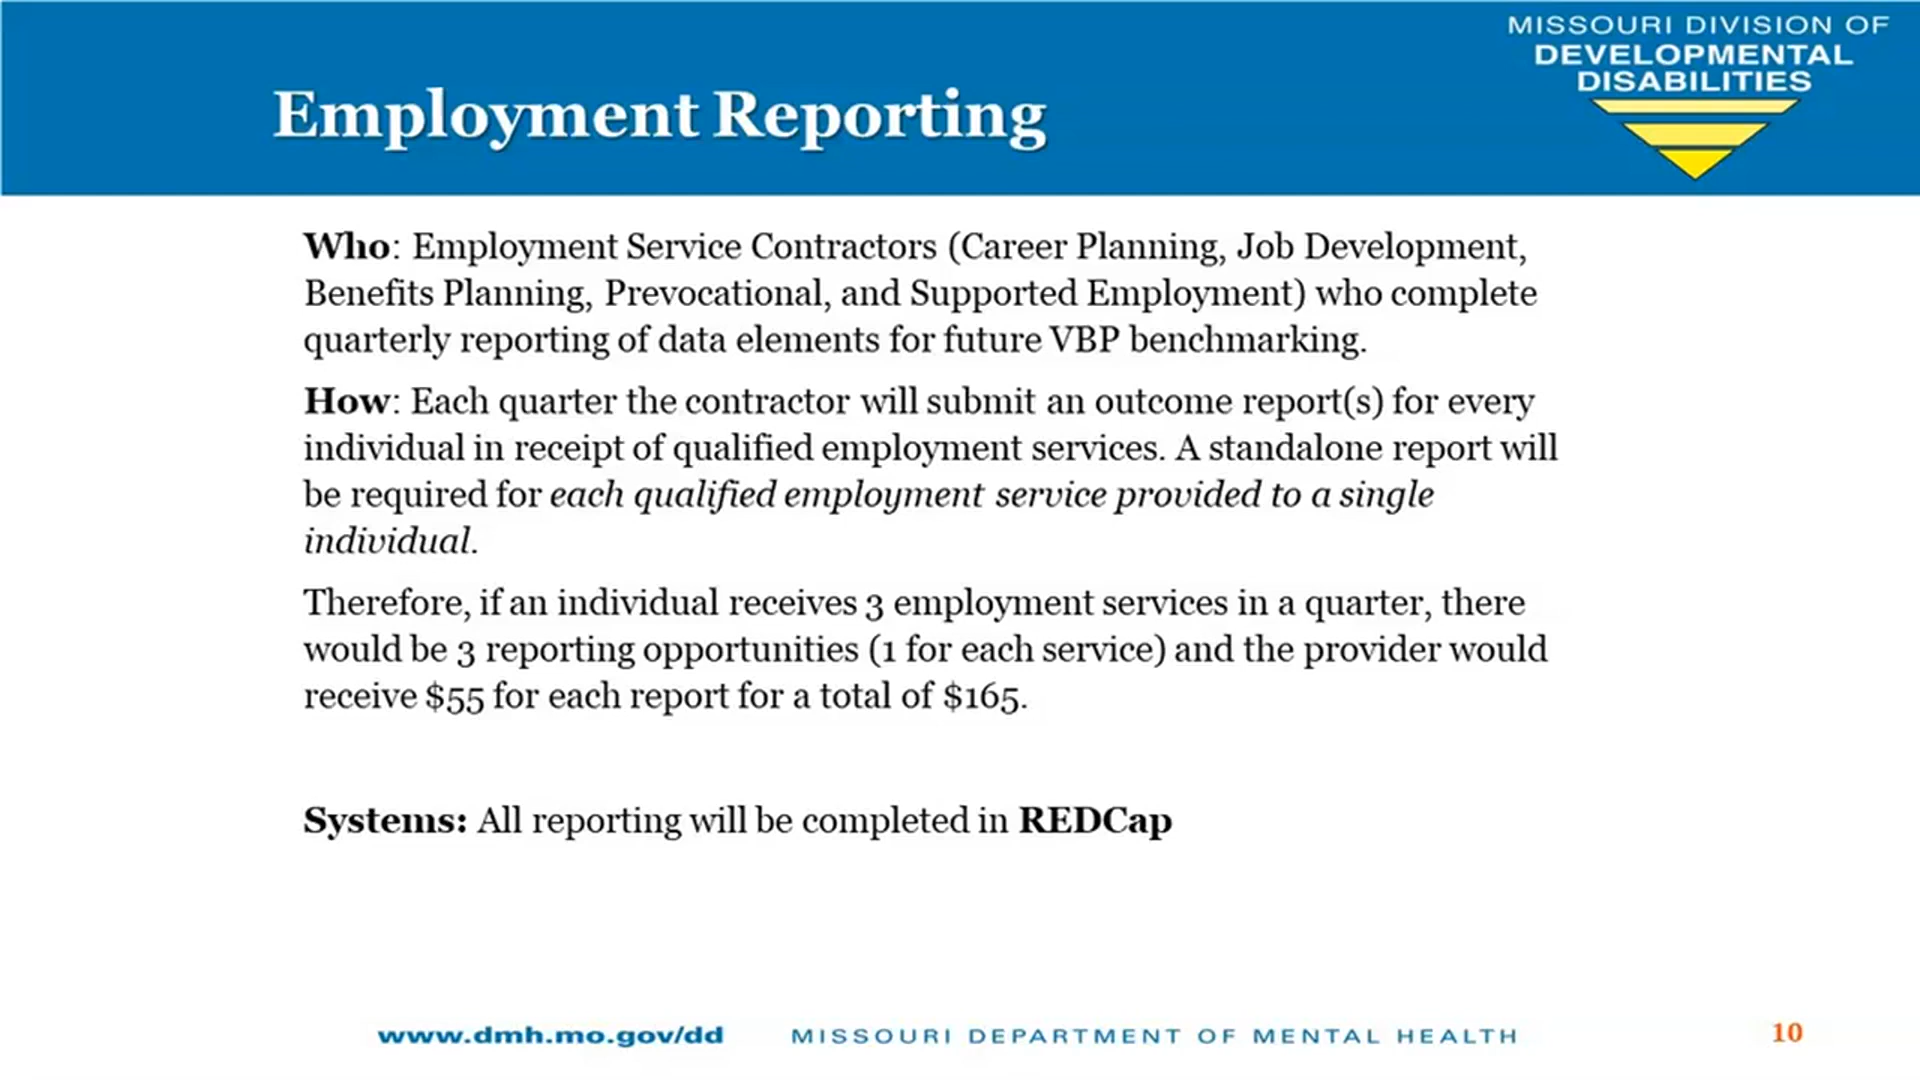 MISSOURI DIVISION OF
DEVELOPMENTAL
DISABILITIES
Employment Reporting
Who: Employment Service Contractors (Career Planning, Job Development,
Benefits Planning, Prevocational, and Supported Employment) who complete
quarterly reporting of data elements for future VBP benchmarking.
How: Each quarter the contractor will submit an outcome report(s) for every
individual in receipt of qualified employment services. A standalone report will
be required for each qualified employment service provided to a single
individual.
Therefore, if an individual receives 3 employment services in a quarter, there
would be 3 reporting opportunities (1 for each service) and the provider would
receive $55 for each report for a total of $165.
Systems: All reporting will be completed in REDCap
www.dmh.mo.gov/dd MISSOURI DEPARTMENT OF MENTAL HEALTH 10